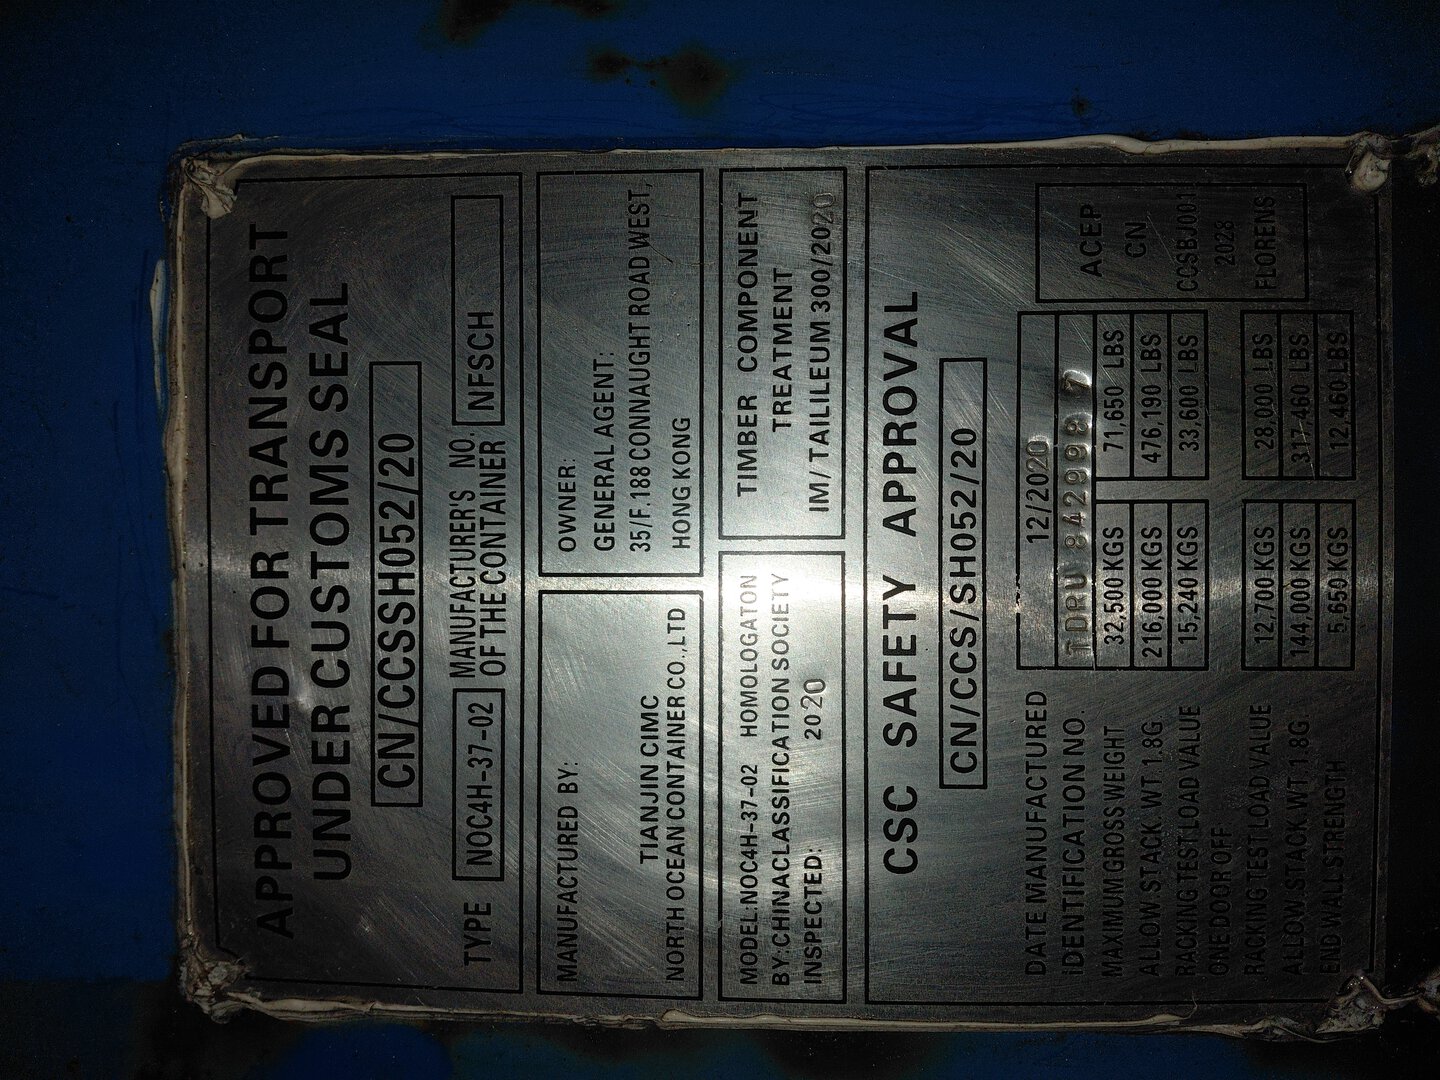 APPROVED FOR TRANSPORT
UNDER CUSTOMS SEAL
CN/CCSSH052/20
TYPE NOC4H-37-02 MANUFACTURER'S NO. OF THE CONTAINER NFSCH
MANUFACTURED BY:
TIANJIN CIMC
NORTH OCEAN CONTAINER CO.,LTD
OWNER:
GENERAL AGENT:
35/F.188 CONNAUGHT ROAD WEST,
HONG KONG
MODEL:NOC4H-37-02 HOMOLOGATON
BY:CHINACLASSIFICATION SOCIETY
INSPECTED: 2020
TIMBER COMPONENT
TREATMENT
IM/TAILILEUM 300/2020
CSC SAFETY APPROVAL
CN/CCS/SH052/20
DATE MANUFACTURED 12/2020
IDENTIFICATION NO. TDRU 842998 7
MAXIMUM GROSS WEIGHT 32,500 KGS 71,650 LBS
ALLOW STACK. WT. 1.8G 216,000 KGS 476,190 LBS
RACKING TEST LOAD VALUE 15,240 KGS 33,600 LBS
ONE DOOR OFF
RACKING TEST LOAD VALUE 12,700 KGS 28,000 LBS
ALLOW. STACK. WT. 1.8G. 144,000 KGS 317,460 LBS
END WALL STRENGTH 5,650 KGS 12,460 LBS
ACEP
CN
CCSBJ001
2028
FLORENS